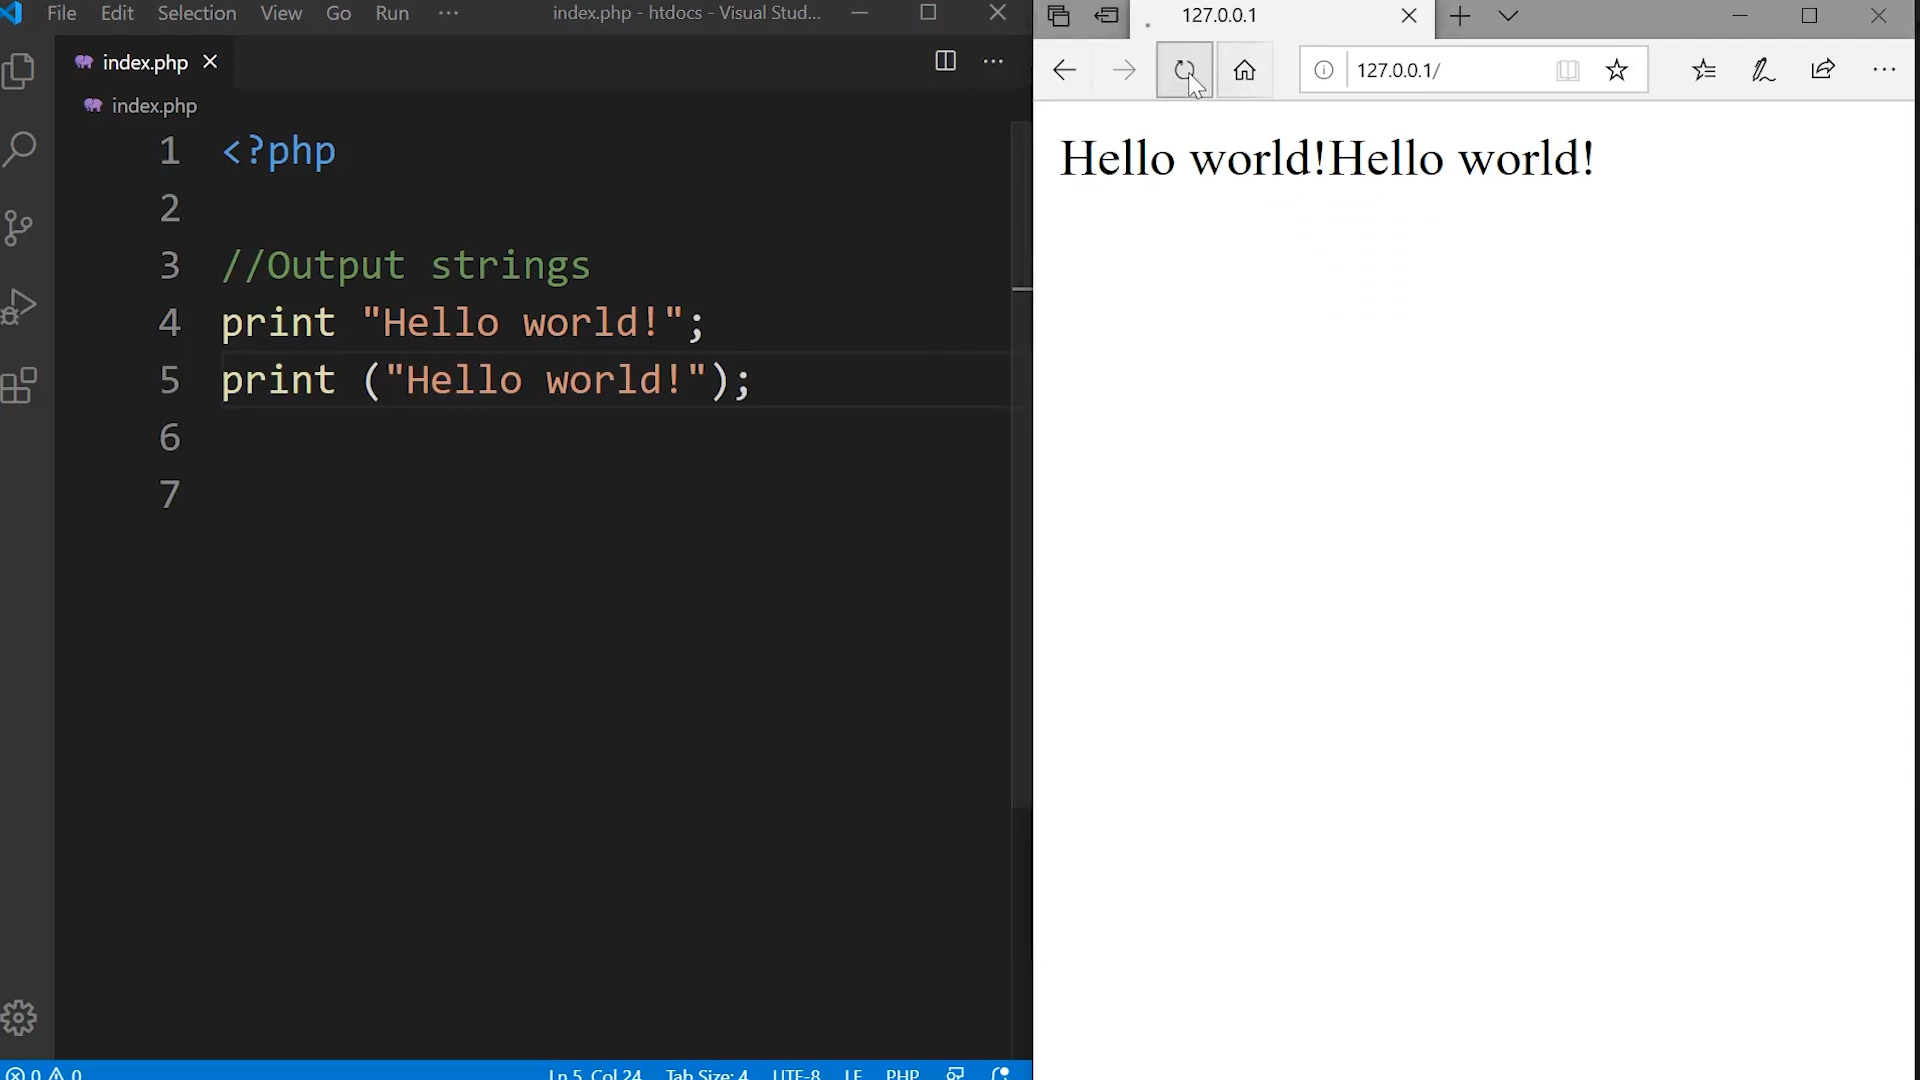 File Edit Selection View Go Run ··· index.php - htdocs - Visual Stud...
index.php
index.php
1 <?php
2
3 //Output strings
4 print "Hello world!";
5 print ("Hello world!");
6
7
0 0 Ln 5, Col 24 Tab Size: 4 UTF-8 LF PHP
127.0.0.1
127.0.0.1/
Hello world!Hello world!